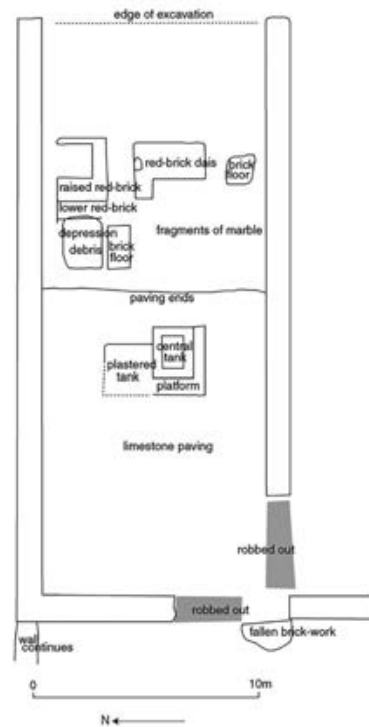 edge of excavation
red-brick dais
brick
floor
raised red-brick
lower red-brick
depression
debris
brick
floor
fragments of marble
paving ends
central
tank
plastered
tank
platform
limestone paving
robbed out
robbed out
fallen brick-work
wall
continues
0
10m
N